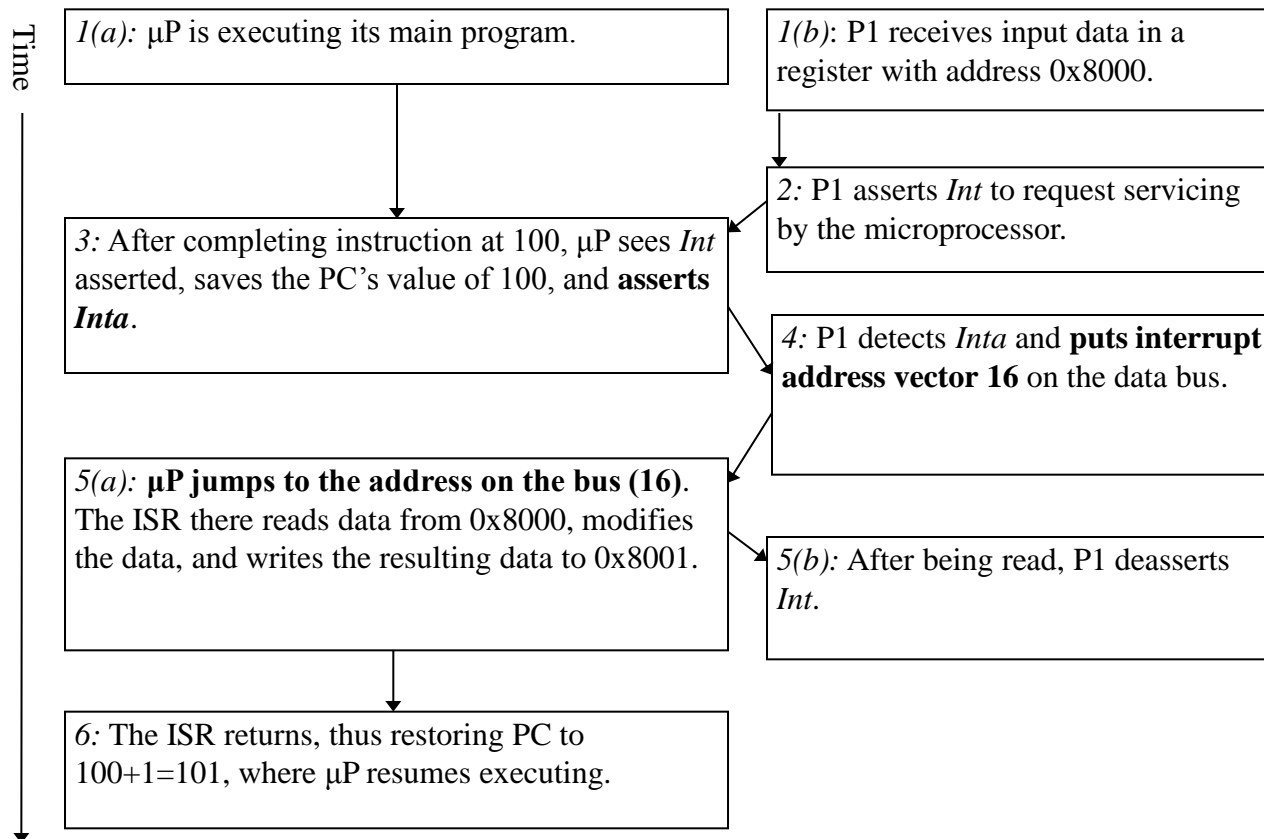 Time
1(a): μP is executing its main program.
1(b): P1 receives input data in a
register with address 0x8000.
2: P1 asserts Int to request servicing
by the microprocessor.
3: After completing instruction at 100, μP sees Int
asserted, saves the PC’s value of 100, and asserts
Inta.
4: P1 detects Inta and puts interrupt
address vector 16 on the data bus.
5(a): μP jumps to the address on the bus (16).
The ISR there reads data from 0x8000, modifies
the data, and writes the resulting data to 0x8001.
5(b): After being read, P1 deasserts
Int.
6: The ISR returns, thus restoring PC to
100+1=101, where μP resumes executing.